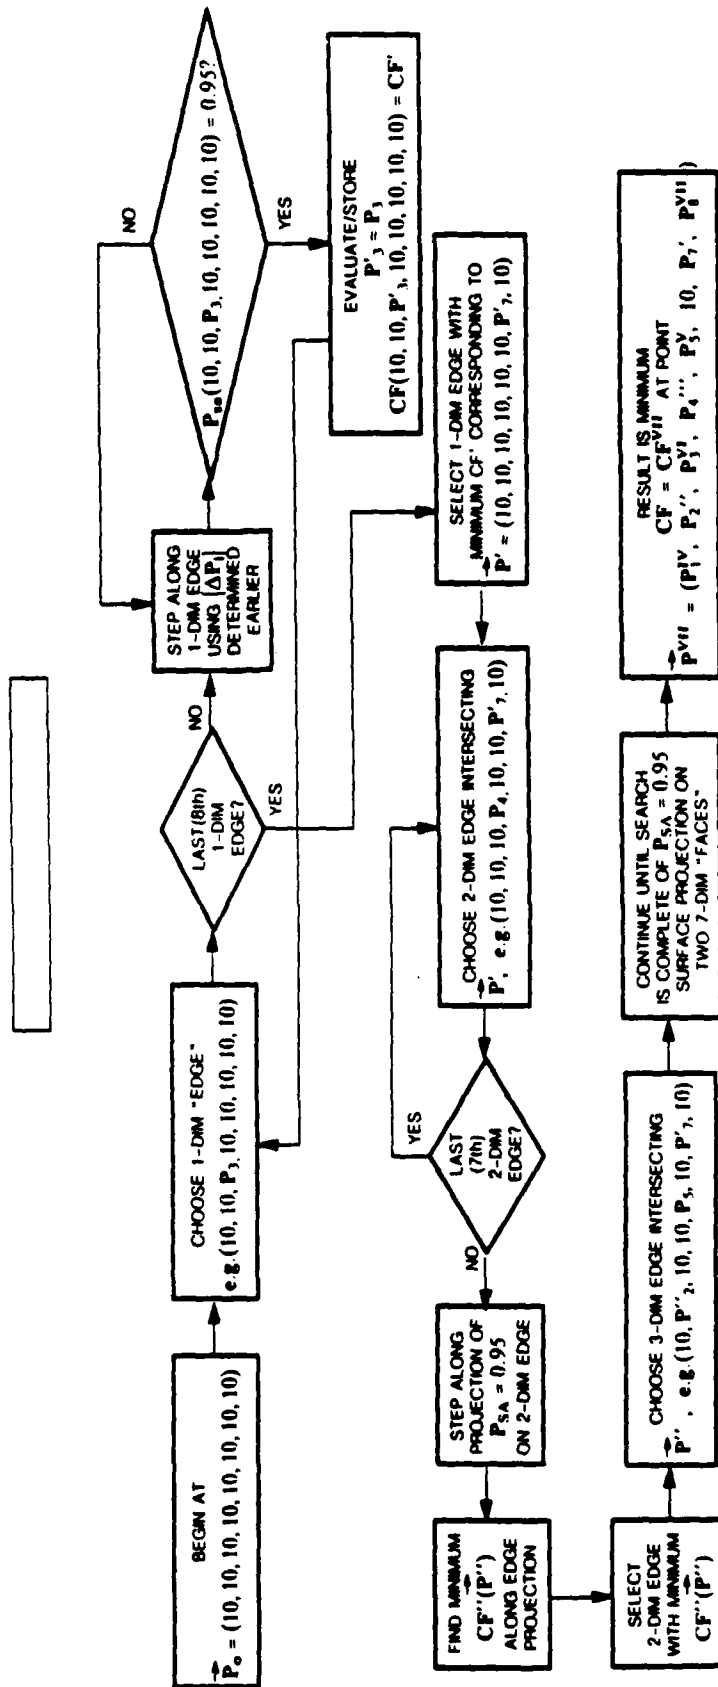 BEGIN AT
P₀ = (10, 10, 10, 10, 10, 10, 10, 10)
CHOOSE 1-DIM "EDGE"
e.g.(10, 10, P₃, 10, 10, 10, 10, 10)
LAST(8th)
1-DIM
EDGE?
NO
YES
STEP ALONG
1-DIM EDGE
USING |ΔPᵢ|
DETERMINED
EARLIER
NO
Psa(10, 10, P₃, 10, 10, 10, 10, 10) = 0.95?
YES
EVALUATE/STORE
P'₃ = P₃
CF(10, 10, P'₃, 10, 10, 10, 10, 10) = CF'
SELECT 1-DIM EDGE WITH
MINIMUM CF' CORRESPONDING TO
P' = (10, 10, 10, 10, 10, 10, P'₇, 10)
CHOOSE 2-DIM EDGE INTERSECTING
P', e.g.(10, 10, 10, P₄, 10, 10, P'₇, 10)
LAST
(7th)
2-DIM
EDGE?
YES
NO
STEP ALONG
PROJECTION OF
PSA = 0.95
ON 2-DIM EDGE
FIND MINIMUM
CF''(P'')
ALONG EDGE
PROJECTION
SELECT
2-DIM EDGE
WITH MINIMUM
CF''(P'')
CHOOSE 3-DIM EDGE INTERSECTING
P'', e.g.(10, P''₂, 10, 10, P₅, 10, P'₇, 10)
CONTINUE UNTIL SEARCH
IS COMPLETE OF PSA = 0.95
SURFACE PROJECTION ON
TWO 7-DIM "FACES"
RESULT IS MINIMUM
CF = CF^VII AT POINT
P^VII = (P₁^IV, P₂'', P₃^VI, P₄''', P₅^V, 10, P₇', P₈^VII)